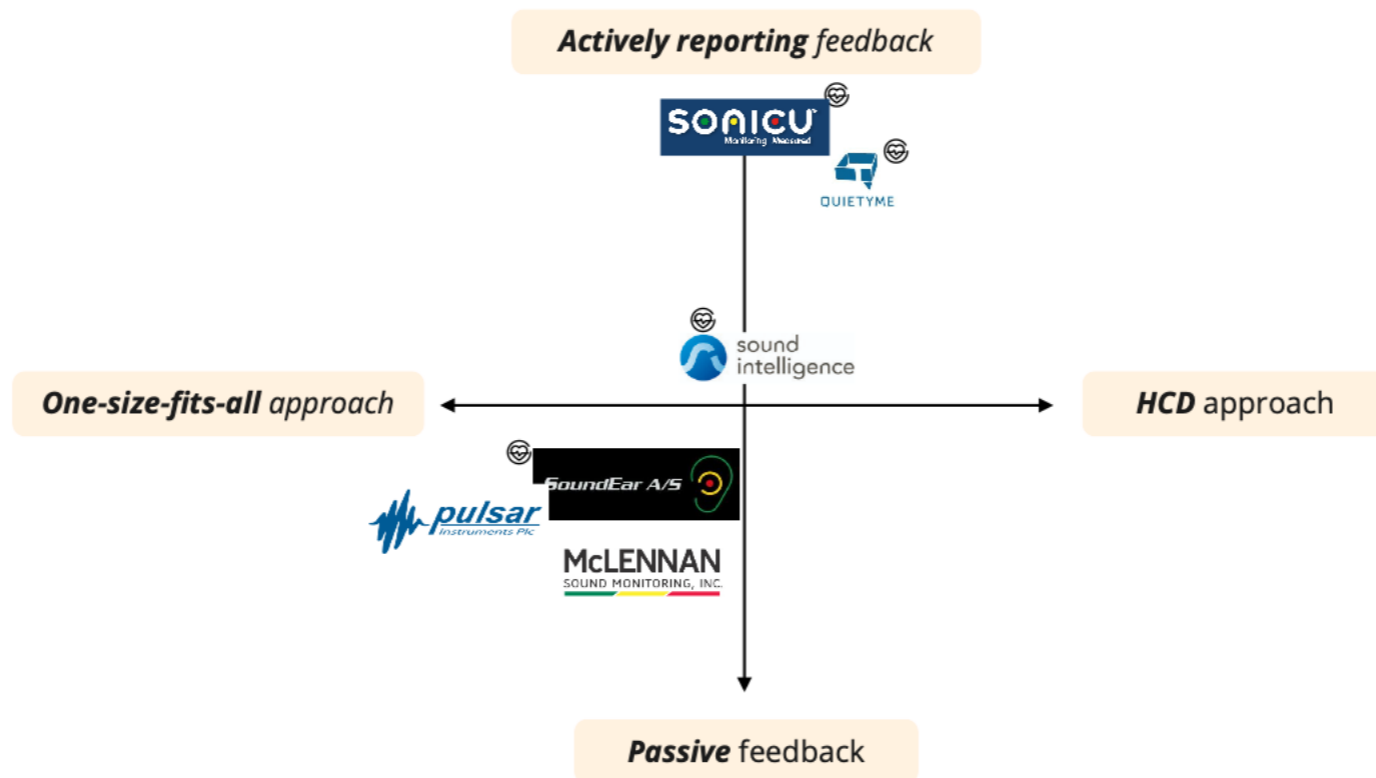 Actively reporting feedback
SONICU
Monitoring Measured
QUIETYME
sound
intelligence
One-size-fits-all approach
HCD approach
SoundEar A/S
pulsar
Instruments Plc
McLENNAN
SOUND MONITORING, INC.
Passive feedback